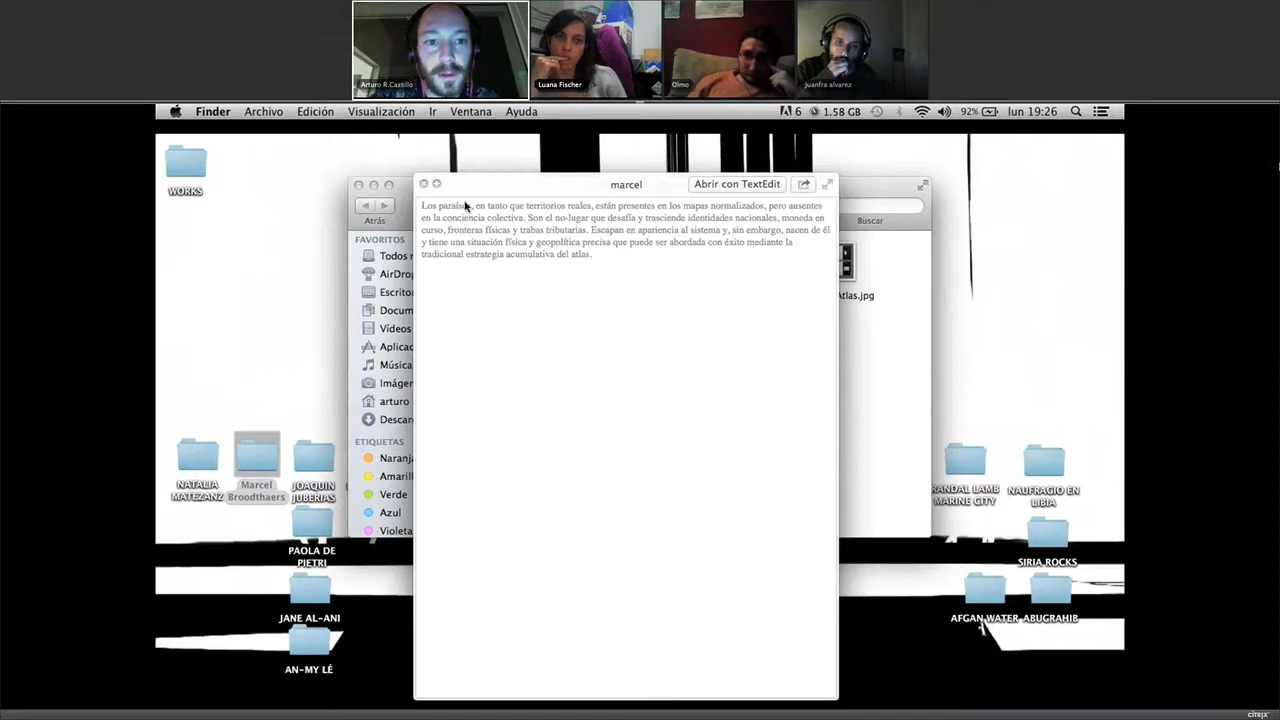 Arturo R.Castillo
Luana Fischer
Olmo
juanfra alvarez
Finder Archivo Edición Visualización Ir Ventana Ayuda
6 1.58 GB 92% lun 19:26
WORKS
marcel
Abrir con TextEdit
Atrás
Buscar
FAVORITOS
Todos
AirDrop
Escrito
Docum
Vídeos
Aplicac
Música
Imáge
arturo
Descar
ETIQUETAS
Naranja
Amarill
Verde
Azul
Violeta
Los paraísos, en tanto que territorios reales, están presentes en los mapas normalizados, pero ausentes
en la conciencia colectiva. Son el no-lugar que desafía y trasciende identidades nacionales, moneda en
curso, fronteras físicas y trabas tributarias. Escapan en apariencia al sistema y, sin embargo, nacen de él
y tiene una situación física y geopolítica precisa que puede ser abordada con éxito mediante la
tradicional estrategia acumulativa del atlas.
Atlas.jpg
NATALIA
MATEZANZ
Marcel
Broodthaers
JOAQUIN
JUBERIAS
PAOLA DE
PIETRI
JANE AL-ANI
AN-MY LÉ
RANDAL LAMB
MARINE CITY
NAUFRAGIO EN
LIBIA
SIRIA ROCKS
AFGAN WATER
ABUGRAHIB
CITRIX